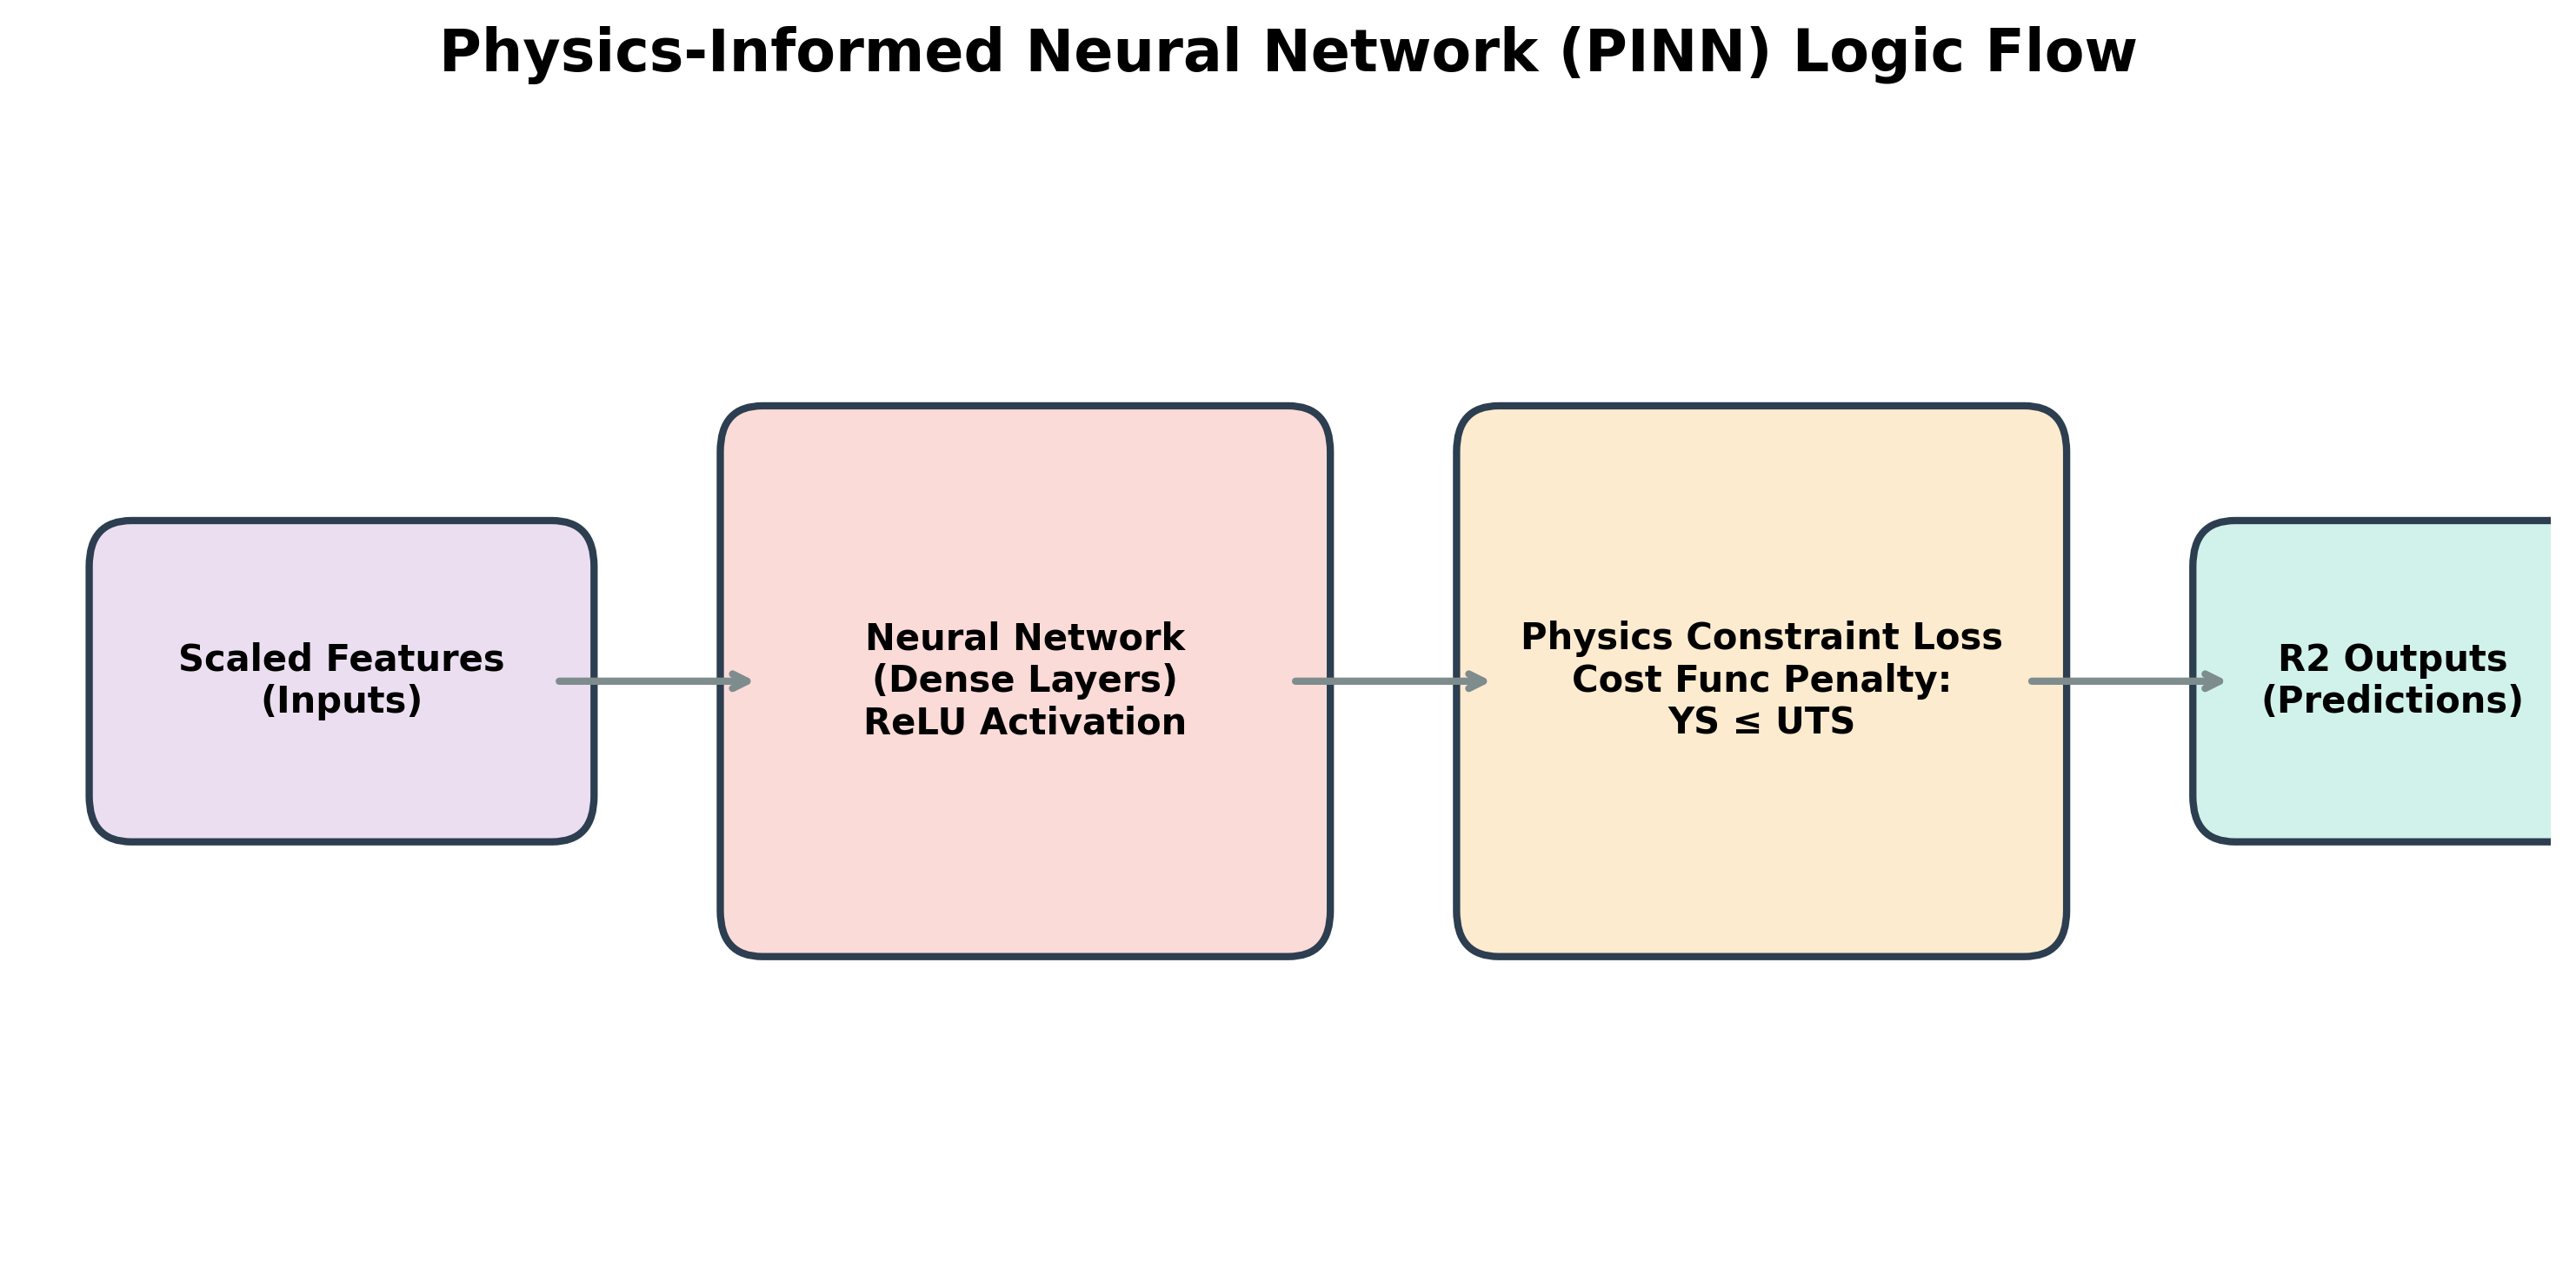 Physics-Informed Neural Network (PINN) Logic Flow
Scaled Features
(Inputs)
Neural Network
(Dense Layers)
ReLU Activation
Physics Constraint Loss
Cost Func Penalty:
YS ≤ UTS
R2 Outputs
(Predictions)